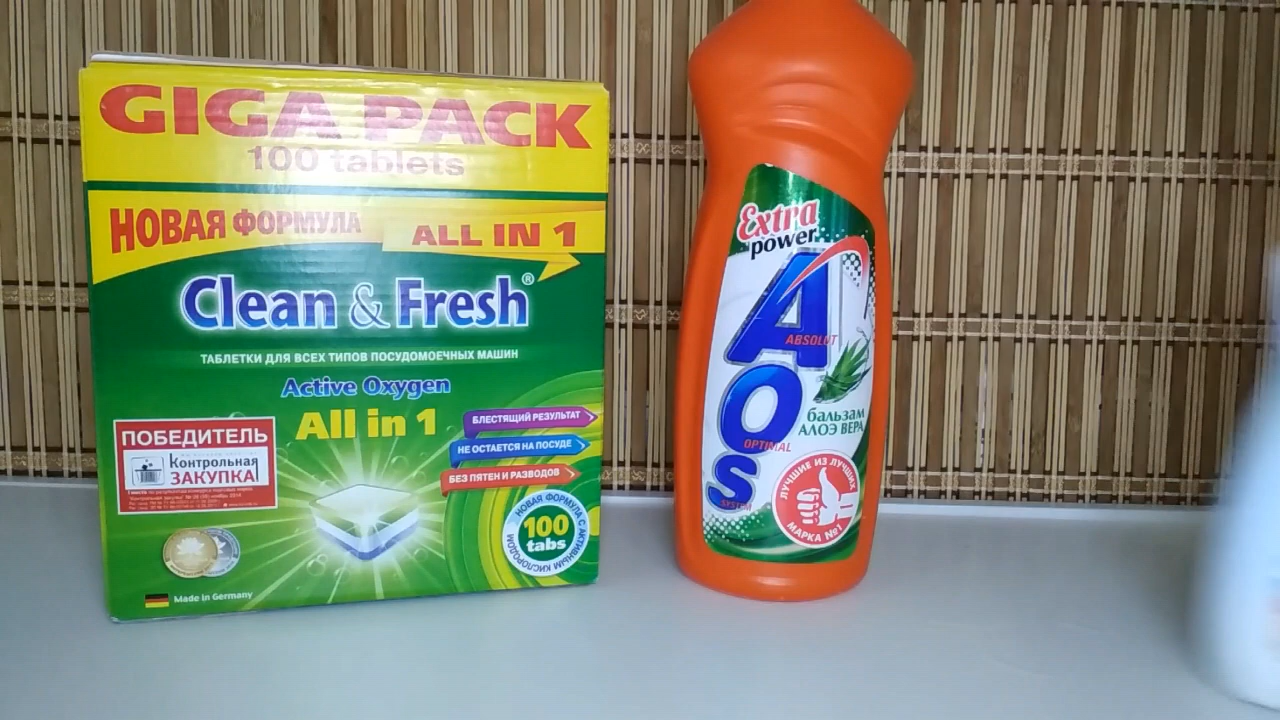 GIGA PACK
100 tablets
НОВАЯ ФОРМУЛА
ALL IN 1
Clean & Fresh®
ТАБЛЕТКИ ДЛЯ ВСЕХ ТИПОВ ПОСУДОМОЕЧНЫХ МАШИН
Active Oxygen
All in 1
БЛЕСТЯЩИЙ РЕЗУЛЬТАТ
НЕ ОСТАЕТСЯ НА ПОСУДЕ
БЕЗ ПЯТЕН И РАЗВОДОВ
ПОБЕДИТЕЛЬ
Контрольная
ЗАКУПКА
НОВАЯ ФОРМУЛА С АКТИВНЫМ КИСЛОРОДОМ
100
tabs
Made in Germany
Extra
power
AOS
ABSOLUT
OPTIMAL
SYSTEM
бальзам
АЛОЭ ВЕРА
ЛУЧШИЕ ИЗ ЛУЧШИХ
МАРКА №1